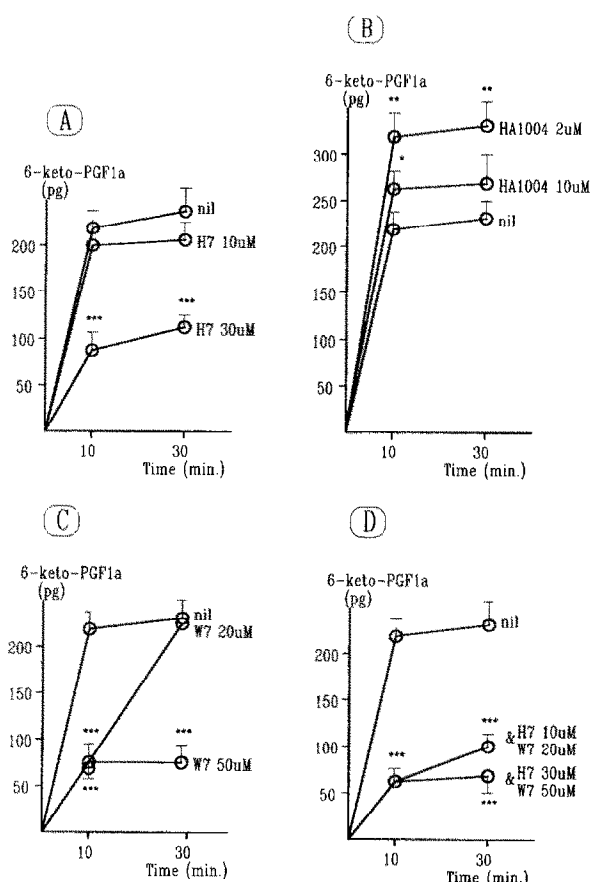 A
6-keto-PGF1a
(pg)
200
150
100
50
nil
H7 10uM
***
***
H7 30uM
10
30
Time (min.)
B
6-keto-PGF1a
(pg)
300
250
200
150
100
50
**
**
HA1004 2uM
*
HA1004 10uM
nil
10
30
Time (min.)
C
6-keto-PGF1a
(pg)
200
150
100
50
nil
W7 20uM
***
***
W7 50uM
***
10
30
Time (min.)
D
6-keto-PGF1a
(pg)
200
150
100
50
nil
***
***
& H7 10uM
W7 20uM
& H7 30uM
W7 50uM
***
10
30
Time (min.)